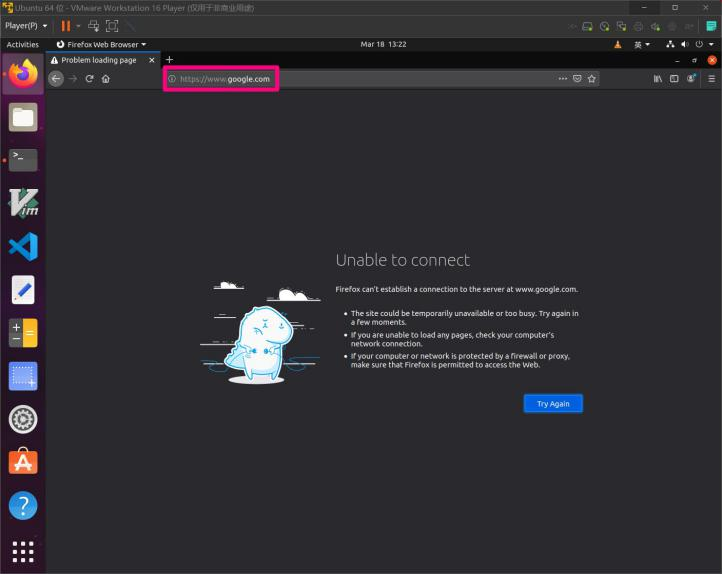 Ubuntu 64 位 - VMware Workstation 16 Player (仅用于非商业用途)
Player(P)
Activities
Firefox Web Browser
Mar 18 13:22
英
Problem loading page
https://www.google.com
Unable to connect
Firefox can't establish a connection to the server at www.google.com.
The site could be temporarily unavailable or too busy. Try again in
a few moments.
If you are unable to load any pages, check your computer's
network connection.
If your computer or network is protected by a firewall or proxy,
make sure that Firefox is permitted to access the Web.
Try Again
>_
Vim
A
?